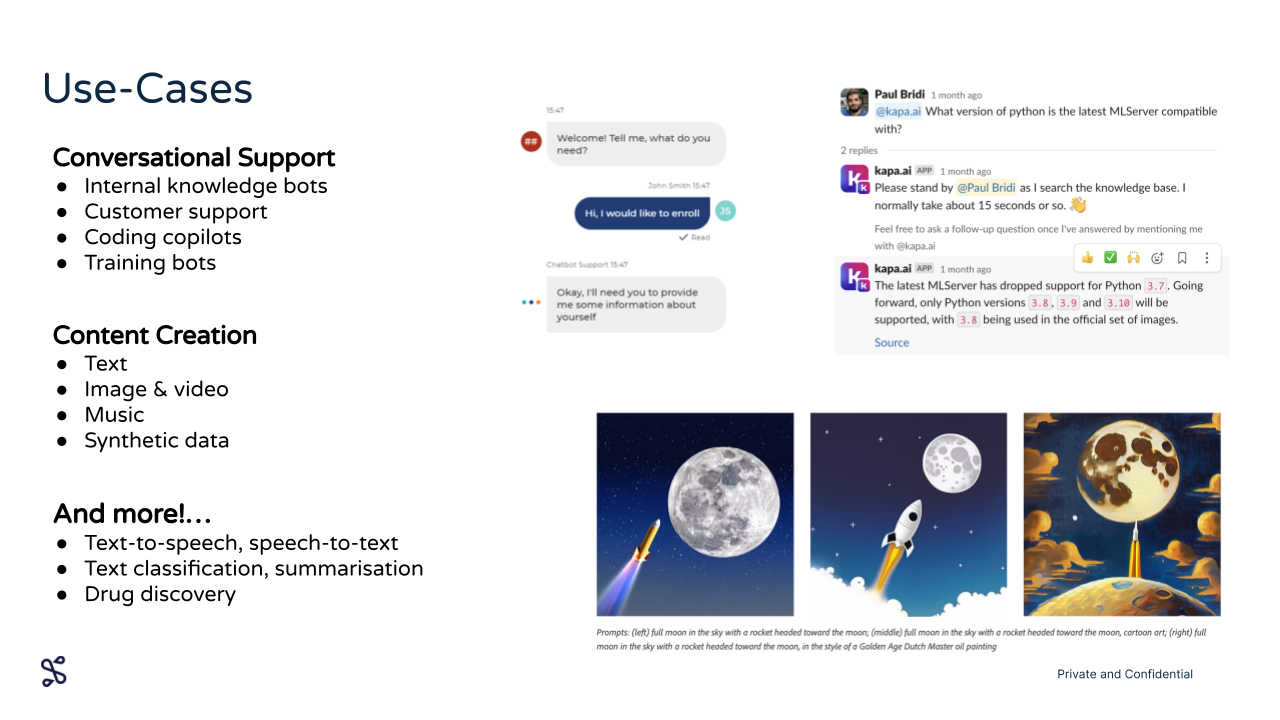 Use-Cases
Conversational Support
● Internal knowledge bots
● Customer support
● Coding copilots
● Training bots
Content Creation
● Text
● Image & video
● Music
● Synthetic data
And more!...
● Text-to-speech, speech-to-text
● Text classification, summarisation
● Drug discovery
15:47
##
Welcome! Tell me, what do you
need?
John Smith 15:47
Hi, I would like to enroll
JS
Read
Chatbot Support 15:47
Okay, I'll need you to provide
me some information about
yourself
Paul Bridi 1 month ago
@kapa.ai What version of python is the latest MLServer compatible
with?
2 replies
kapa.ai APP 1 month ago
Please stand by @Paul Bridi as I search the knowledge base. I
normally take about 15 seconds or so. 👋
Feel free to ask a follow-up question once I've answered by mentioning me
with @kapa.ai
kapa.ai APP 1 month ago
The latest MLServer has dropped support for Python 3.7. Going
forward, only Python versions 3.8, 3.9 and 3.10 will be
supported, with 3.8 being used in the official set of images.
Source
Prompts: (left) full moon in the sky with a rocket headed toward the moon; (middle) full moon in the sky with a rocket headed toward the moon, cartoon art; (right) full
moon in the sky with a rocket headed toward the moon, in the style of a Golden Age Dutch Master oil painting
Private and Confidential